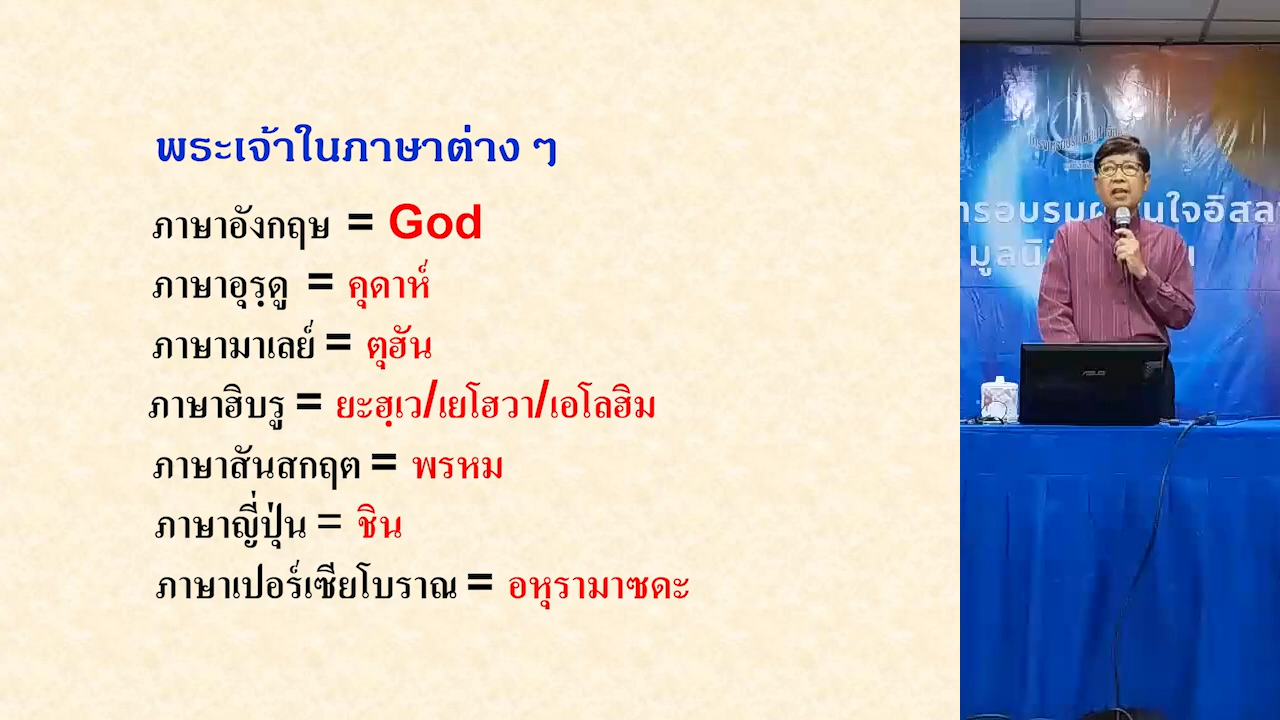 พระเจ้าในภาษาต่าง ๆ
ภาษาอังกฤษ = God
ภาษาอุรฺดู = คุดาห์
ภาษามาเลย์ = ตุฮัน
ภาษาฮิบรู = ยะฮฺเว/เยโฮวา/เอโลฮิม
ภาษาสันสกฤต = พรหม
ภาษาญี่ปุ่น = ชิน
ภาษาเปอร์เซียโบราณ = อหุรามาซดะ
ASUS